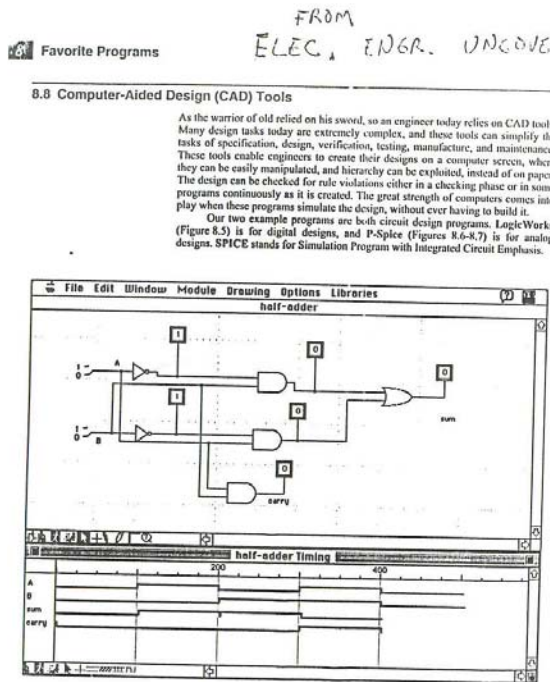 FROM
ELEC. ENGR. UNCOVE
Favorite Programs
8.8 Computer-Aided Design (CAD) Tools
As the warrior of old relied on his sword, so an engineer today relies on CAD tool
Many design tasks today are extremely complex, and these tools can simplify th
tasks of specification, design, verification, testing, manufacture, and maintenance
These tools enable engineers to create their designs on a computer screen, wher
they can be easily manipulated, and hierarchy can be exploited, instead of on paper
The design can be checked for rule violations either in a checking phase or in som
programs continuously as it is created. The great strength of computers comes into
play when these programs simulate the design, without ever having to build it.
Our two example programs are both circuit design programs. LogicWork
(Figure 8.5) is for digital designs, and P-Spice (Figures 8.6-8.7) is for analog
designs. SPICE stands for Simulation Program with Integrated Circuit Emphasis.
File Edit Window Module Drawing Options Libraries
half-adder
1
0
0
1
0
A
1
0
1
0
B
sum
0
carry
half-adder Timing
200
400
A
B
sum
carry